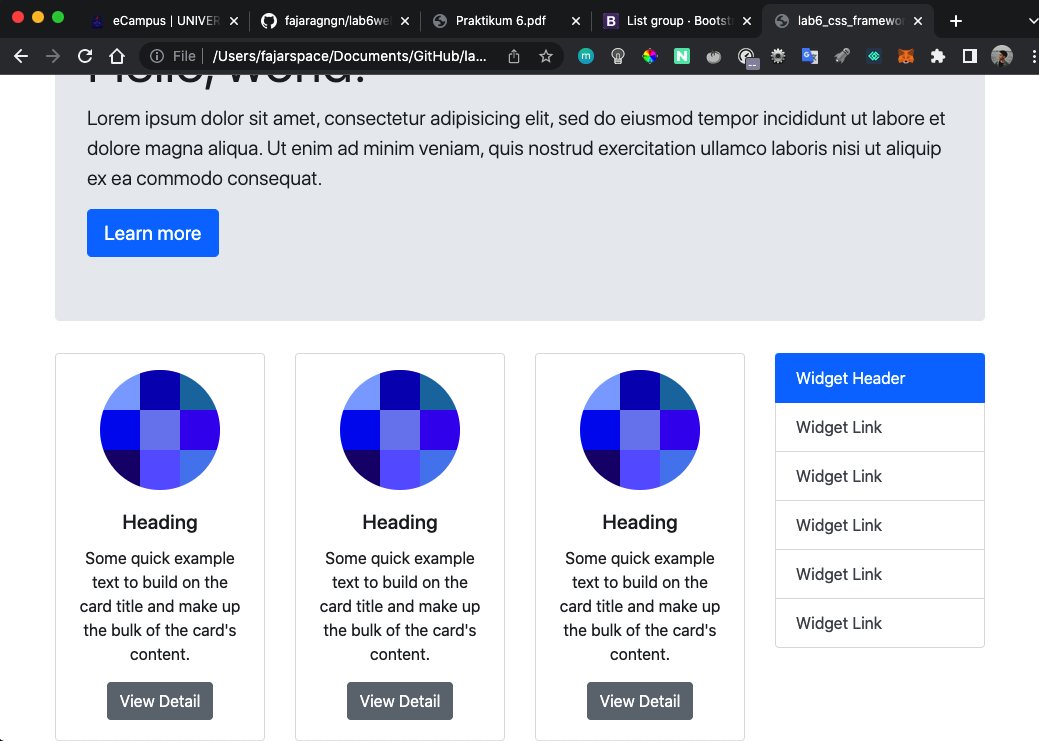 eCampus | UNIVER
fajaragngn/lab6we
Praktikum 6.pdf
List group · Bootst
lab6_css_framewo
File
/Users/fajarspace/Documents/GitHub/la...
Hello, world!
Lorem ipsum dolor sit amet, consectetur adipisicing elit, sed do eiusmod tempor incididunt ut labore et
dolore magna aliqua. Ut enim ad minim veniam, quis nostrud exercitation ullamco laboris nisi ut aliquip
ex ea commodo consequat.
Learn more
Heading
Some quick example
text to build on the
card title and make up
the bulk of the card's
content.
View Detail
Heading
Some quick example
text to build on the
card title and make up
the bulk of the card's
content.
View Detail
Heading
Some quick example
text to build on the
card title and make up
the bulk of the card's
content.
View Detail
Widget Header
Widget Link
Widget Link
Widget Link
Widget Link
Widget Link